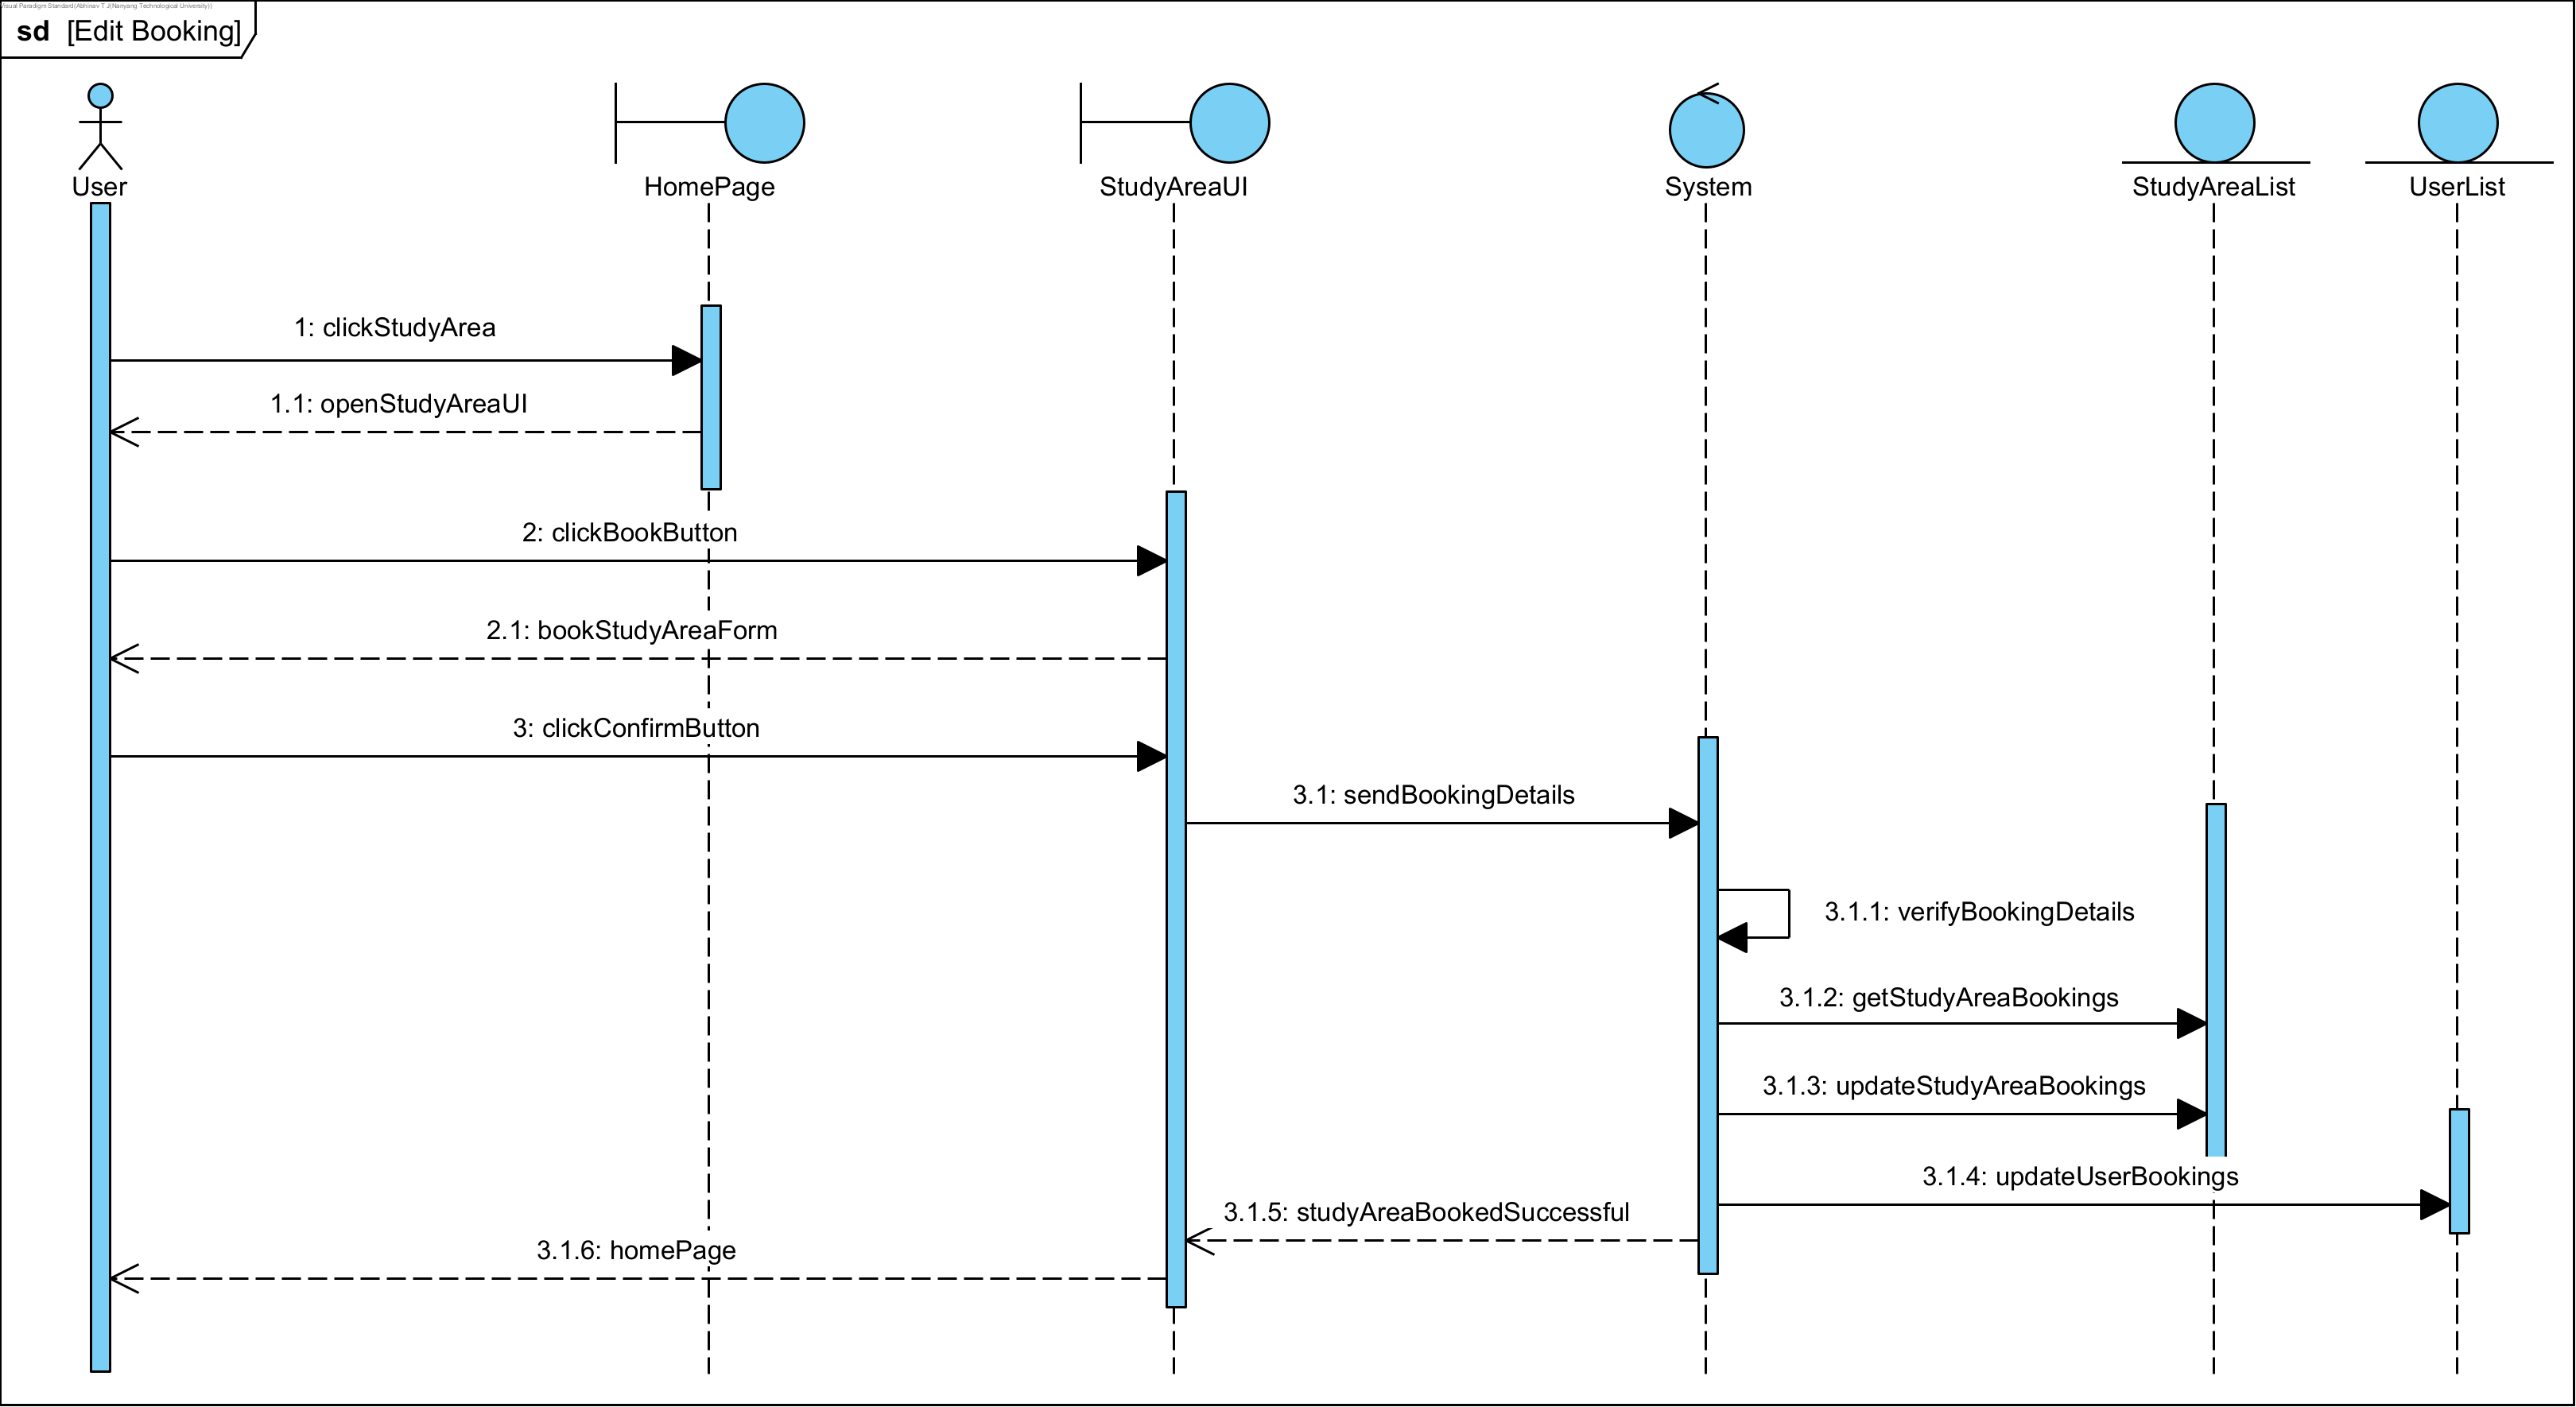 Visual Paradigm Standard(Abhinav T J(Nanyang Technological University))
sd [Edit Booking]
User
HomePage
StudyAreaUI
System
StudyAreaList
UserList
1: clickStudyArea
1.1: openStudyAreaUI
2: clickBookButton
2.1: bookStudyAreaForm
3: clickConfirmButton
3.1: sendBookingDetails
3.1.1: verifyBookingDetails
3.1.2: getStudyAreaBookings
3.1.3: updateStudyAreaBookings
3.1.4: updateUserBookings
3.1.5: studyAreaBookedSuccessful
3.1.6: homePage